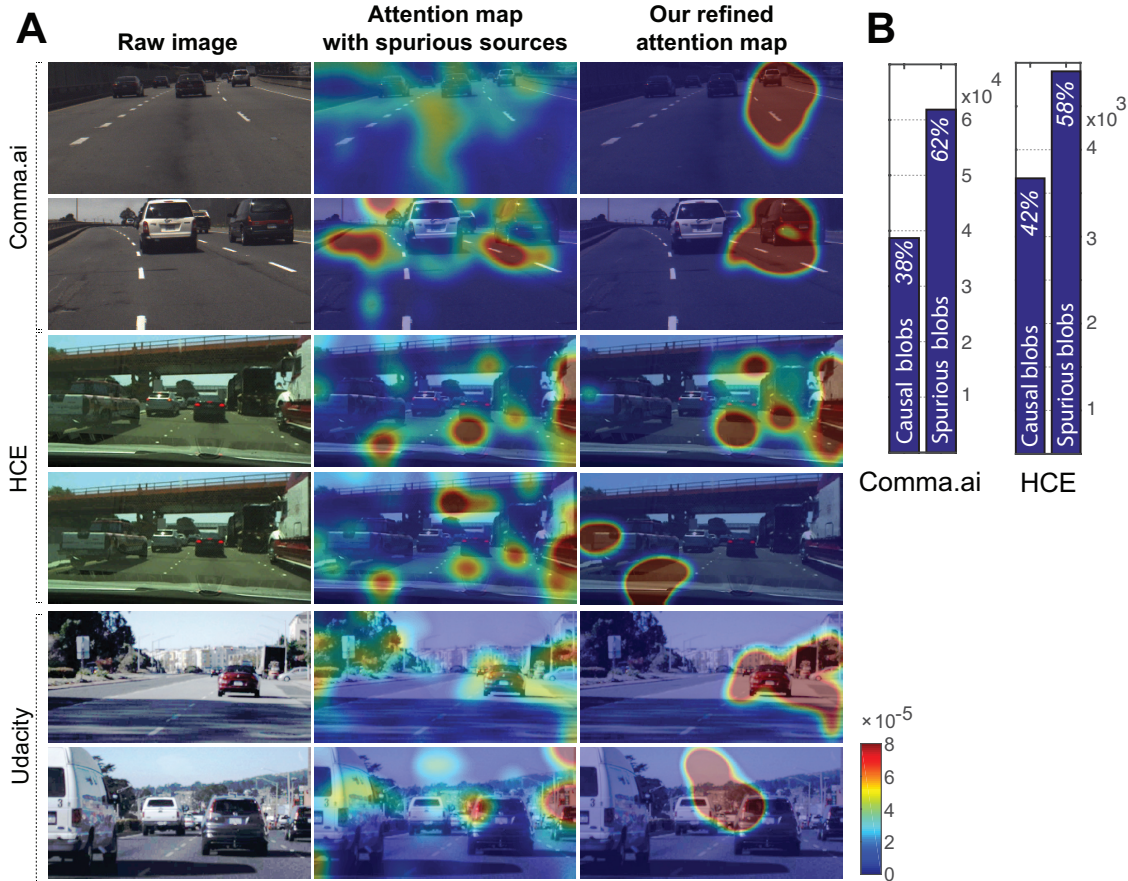 A
Raw image
Attention map
with spurious sources
Our refined
attention map
B
Comma.ai
HCE
Udacity
× 10-5
8
6
4
2
0
Causal blobs
38%
Spurious blobs
62%
x10 4
6
5
4
3
2
1
Comma.ai
Causal blobs
42%
Spurious blobs
58%
x10 3
4
3
2
1
HCE